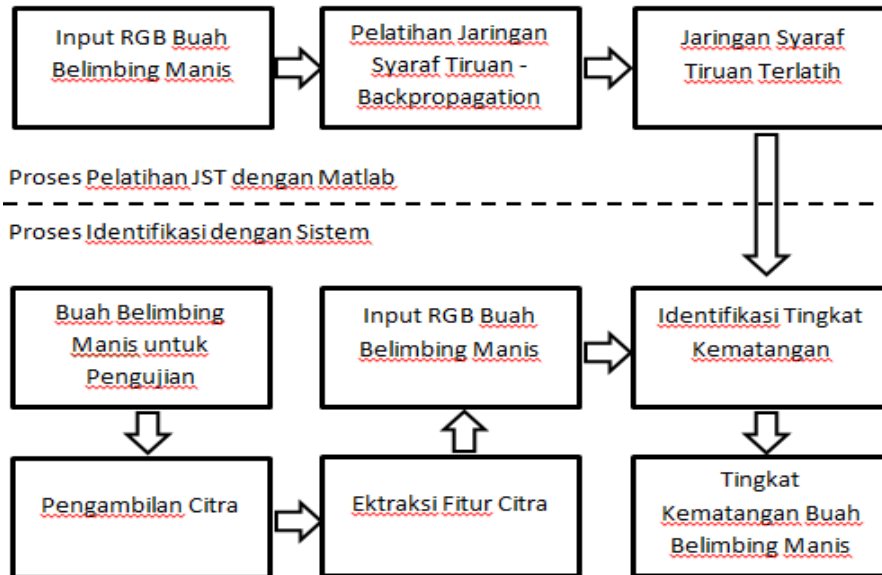 Input RGB Buah
Belimbing Manis
Pelatihan Jaringan
Syaraf Tiruan -
Backpropagation
Jaringan Syaraf
Tiruan Terlatih
Proses Pelatihan JST dengan Matlab
Proses Identifikasi dengan Sistem
Buah Belimbing
Manis untuk
Pengujian
Input RGB Buah
Belimbing Manis
Identifikasi Tingkat
Kematangan
Pengambilan Citra
Ektraksi Fitur Citra
Tingkat
Kematangan Buah
Belimbing Manis